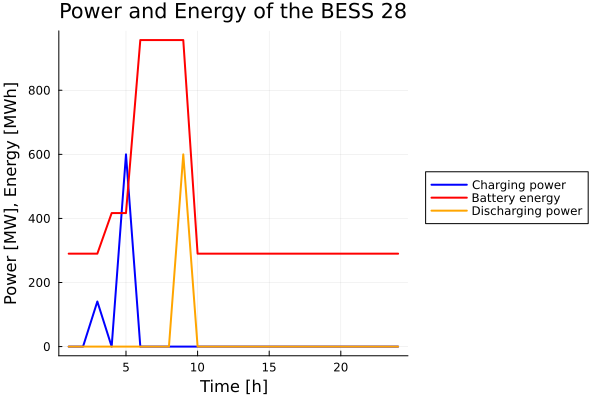 Power and Energy of the BESS 28
Power [MW], Energy [MWh]
800
600
400
200
0
5
10
15
20
Time [h]
Charging power
Battery energy
Discharging power